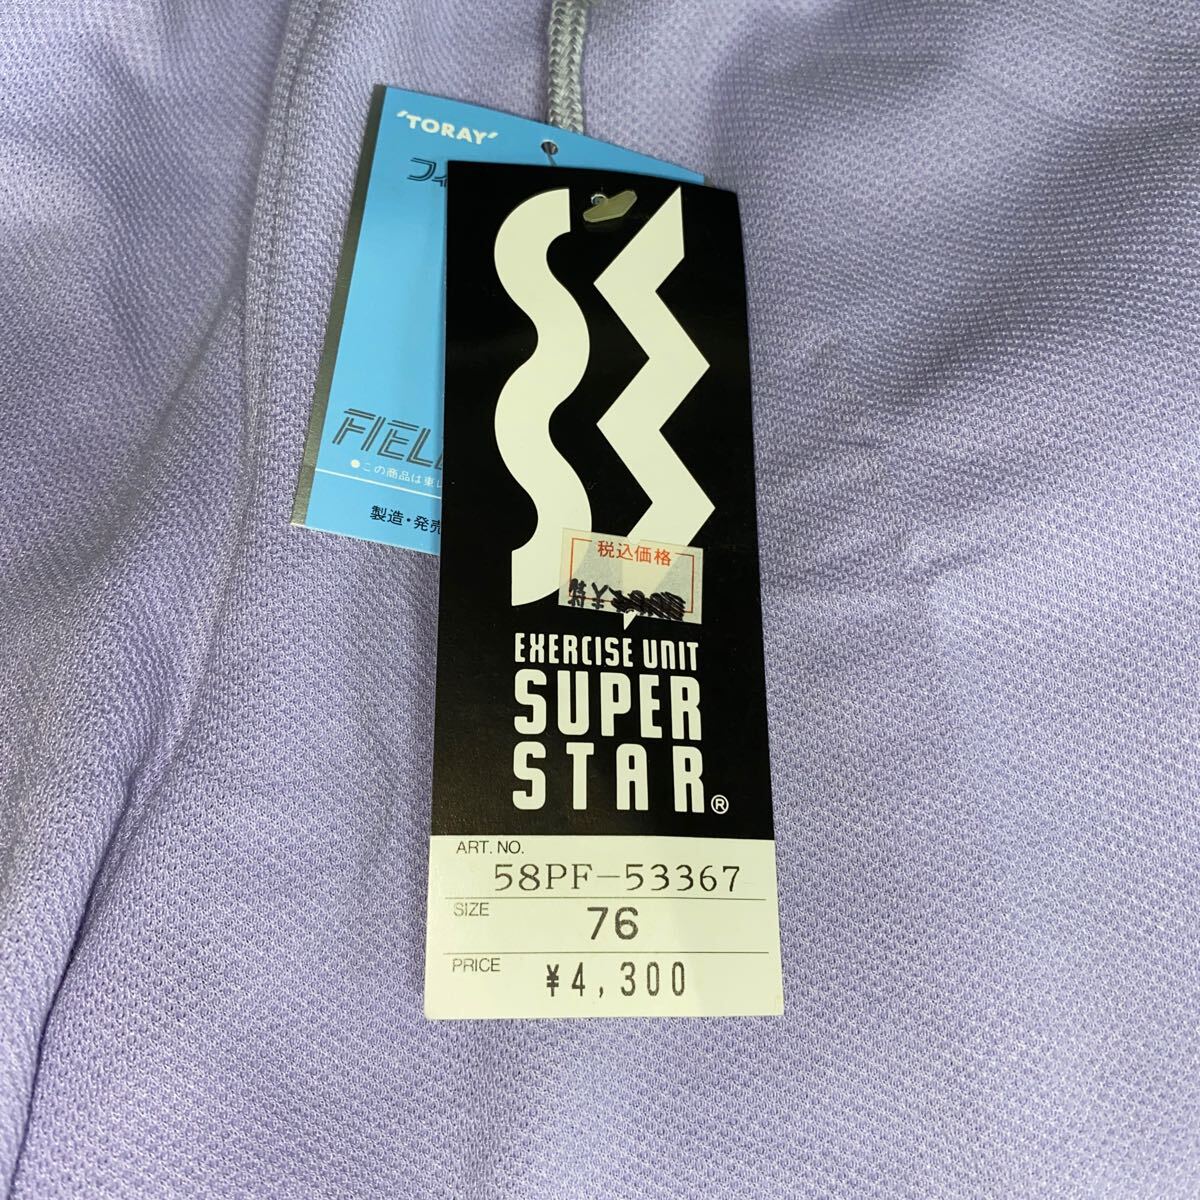 'TORAY'
フィ
FIEL
●この商品は東レ
製造・発売
税込価格
EXERCISE UNIT
SUPER
STAR®
ART. NO.
58PF-53367
SIZE
76
PRICE
¥4,300